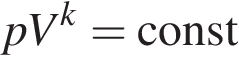 pV^k = const